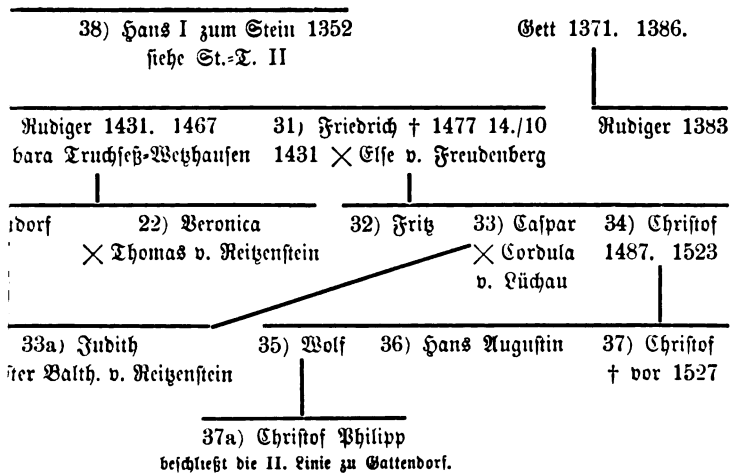 38) Hans I zum Stein 1352 Gett 1371. 1386.
siehe St.-T. II
Rudiger 1431. 1467 31) Friedrich † 1477 14./10 Rudiger 1383
bara Truchseß-Wetzhausen 1431 × Else v. Freudenberg
dorf 22) Veronica 32) Fritz 33) Caspar 34) Christof
× Thomas v. Reitzenstein × Cordula 1487. 1523
v. Lüchau
33a) Judith 35) Wolf 36) Hans Augustin 37) Christof
ster Balth. v. Reitzenstein † vor 1527
37a) Christof Philipp
beschließt die II. Linie zu Gattendorf.